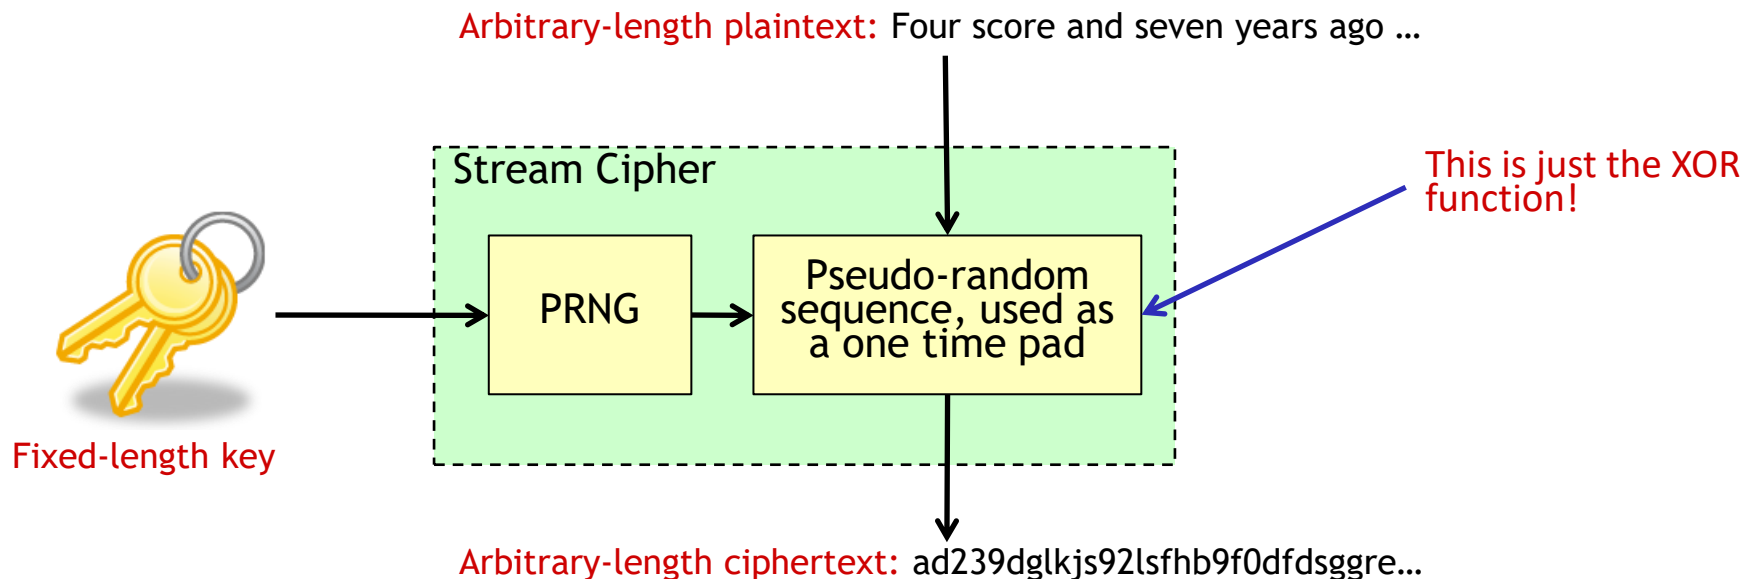 Arbitrary-length plaintext: Four score and seven years ago …
Stream Cipher
This is just the XOR
function!
PRNG
Pseudo-random
sequence, used as
a one time pad
Fixed-length key
Arbitrary-length ciphertext: ad239dglkjs92lsfhb9f0dfdsggre…